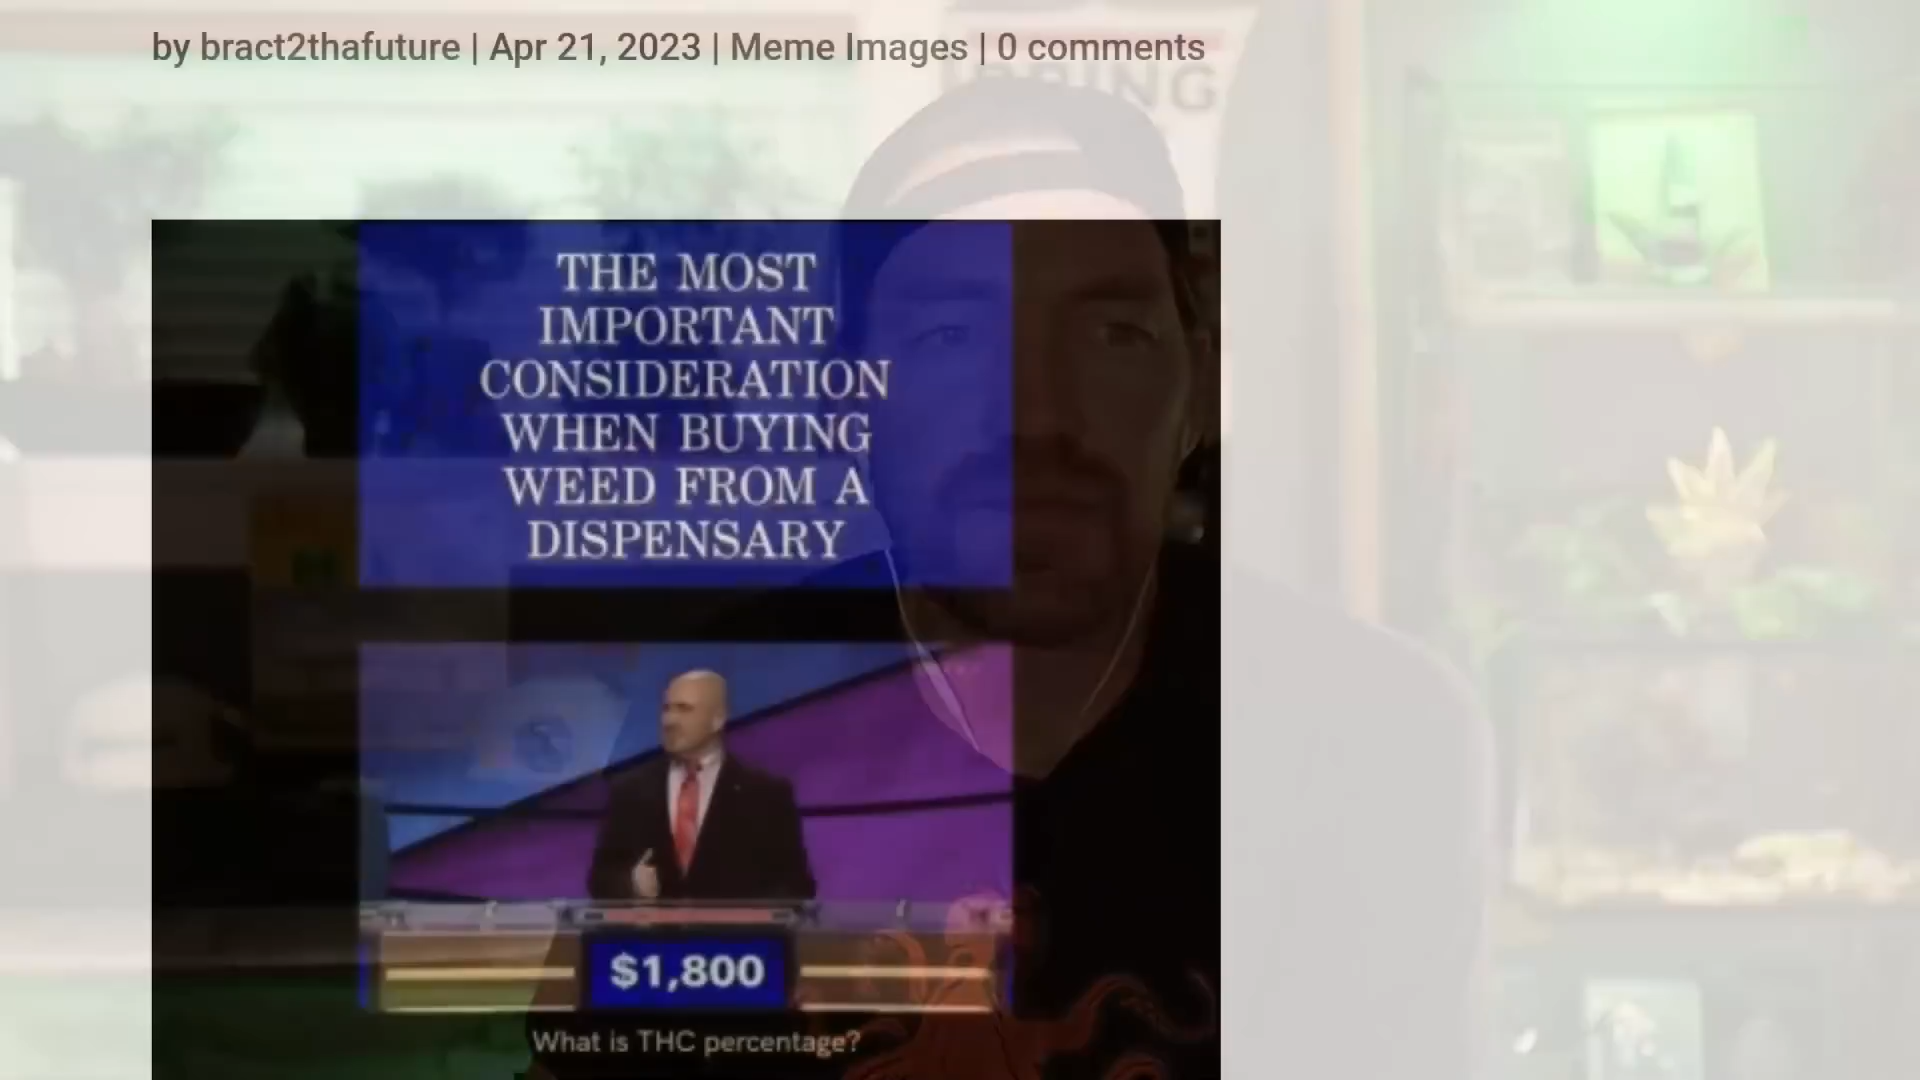 by bract2thafuture | Apr 21, 2023 | Meme Images | 0 comments
THE MOST
IMPORTANT
CONSIDERATION
WHEN BUYING
WEED FROM A
DISPENSARY
$1,800
What is THC percentage?